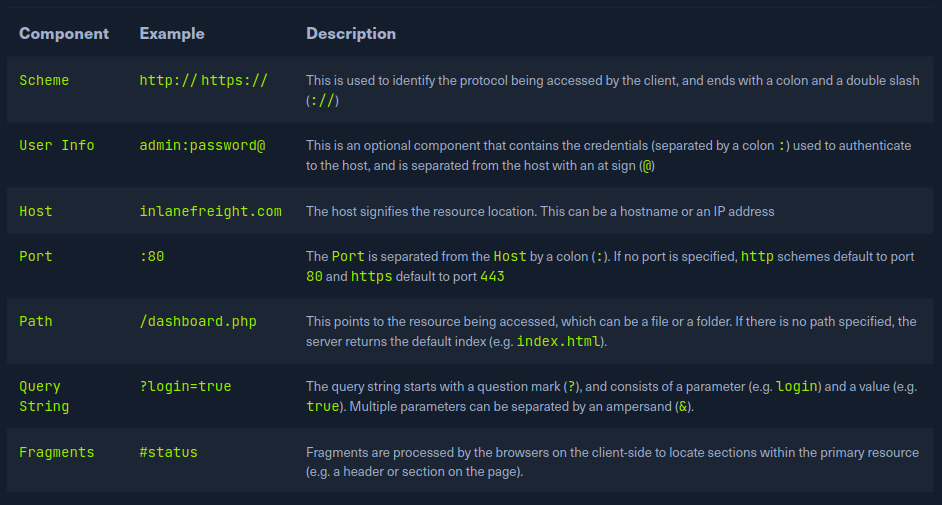 Component Example Description
Scheme http:// https:// This is used to identify the protocol being accessed by the client, and ends with a colon and a double slash
(://)
User Info admin:password@ This is an optional component that contains the credentials (separated by a colon :) used to authenticate
to the host, and is separated from the host with an at sign (@)
Host inlanefreight.com The host signifies the resource location. This can be a hostname or an IP address
Port :80 The Port is separated from the Host by a colon (:). If no port is specified, http schemes default to port
80 and https default to port 443
Path /dashboard.php This points to the resource being accessed, which can be a file or a folder. If there is no path specified, the
server returns the default index (e.g. index.html).
Query ?login=true The query string starts with a question mark (?), and consists of a parameter (e.g. login) and a value (e.g.
String true). Multiple parameters can be separated by an ampersand (&).
Fragments #status Fragments are processed by the browsers on the client-side to locate sections within the primary resource
(e.g. a header or section on the page).